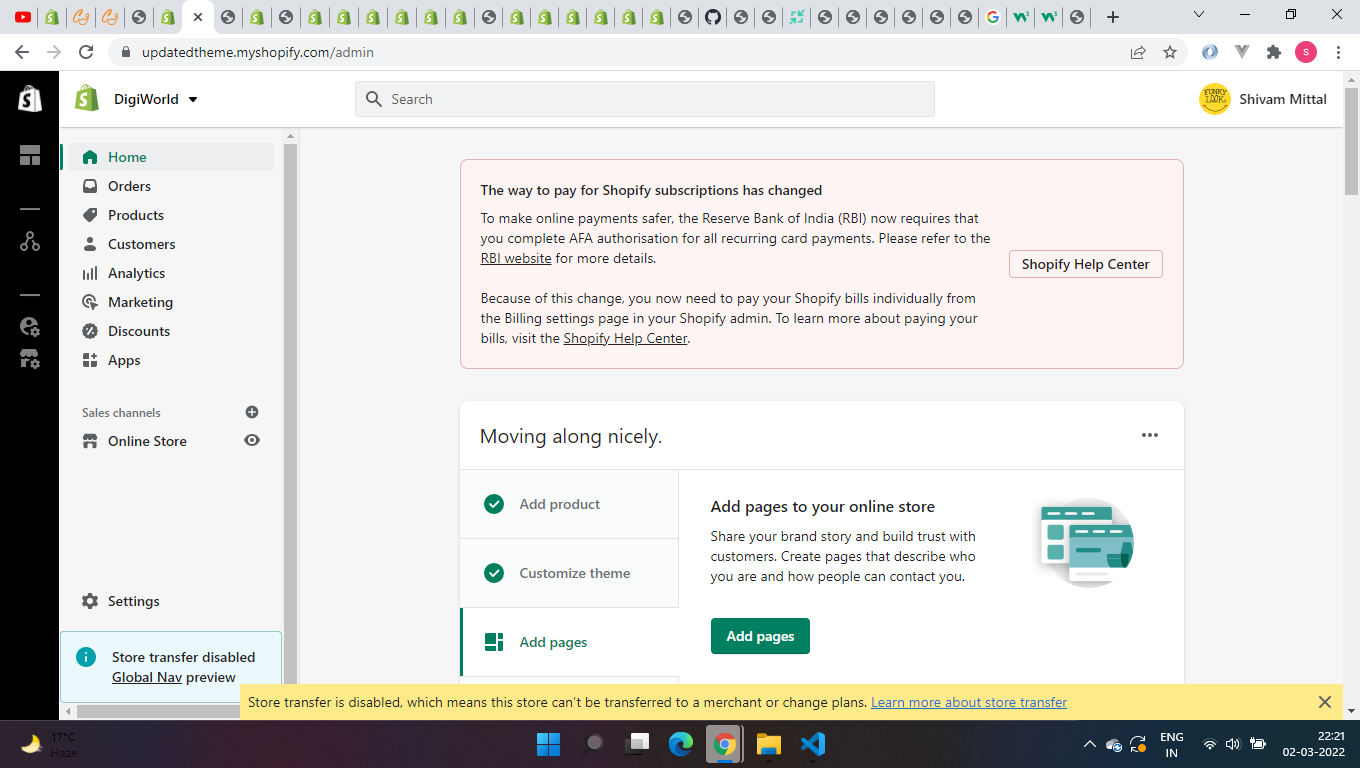 updatedtheme.myshopify.com/admin
S
DigiWorld
Search
FUNKY LOOK
Shivam Mittal
Home
Orders
Products
Customers
Analytics
Marketing
Discounts
Apps
Sales channels
Online Store
Settings
Store transfer disabled
Global Nav preview
The way to pay for Shopify subscriptions has changed
To make online payments safer, the Reserve Bank of India (RBI) now requires that
you complete AFA authorisation for all recurring card payments. Please refer to the
RBI website for more details.
Because of this change, you now need to pay your Shopify bills individually from
the Billing settings page in your Shopify admin. To learn more about paying your
bills, visit the Shopify Help Center.
Shopify Help Center
Moving along nicely.
Add product
Customize theme
Add pages
Add pages to your online store
Share your brand story and build trust with
customers. Create pages that describe who
you are and how people can contact you.
Add pages
Store transfer is disabled, which means this store can’t be transferred to a merchant or change plans. Learn more about store transfer
17°C
Haze
ENG
IN
22:21
02-03-2022